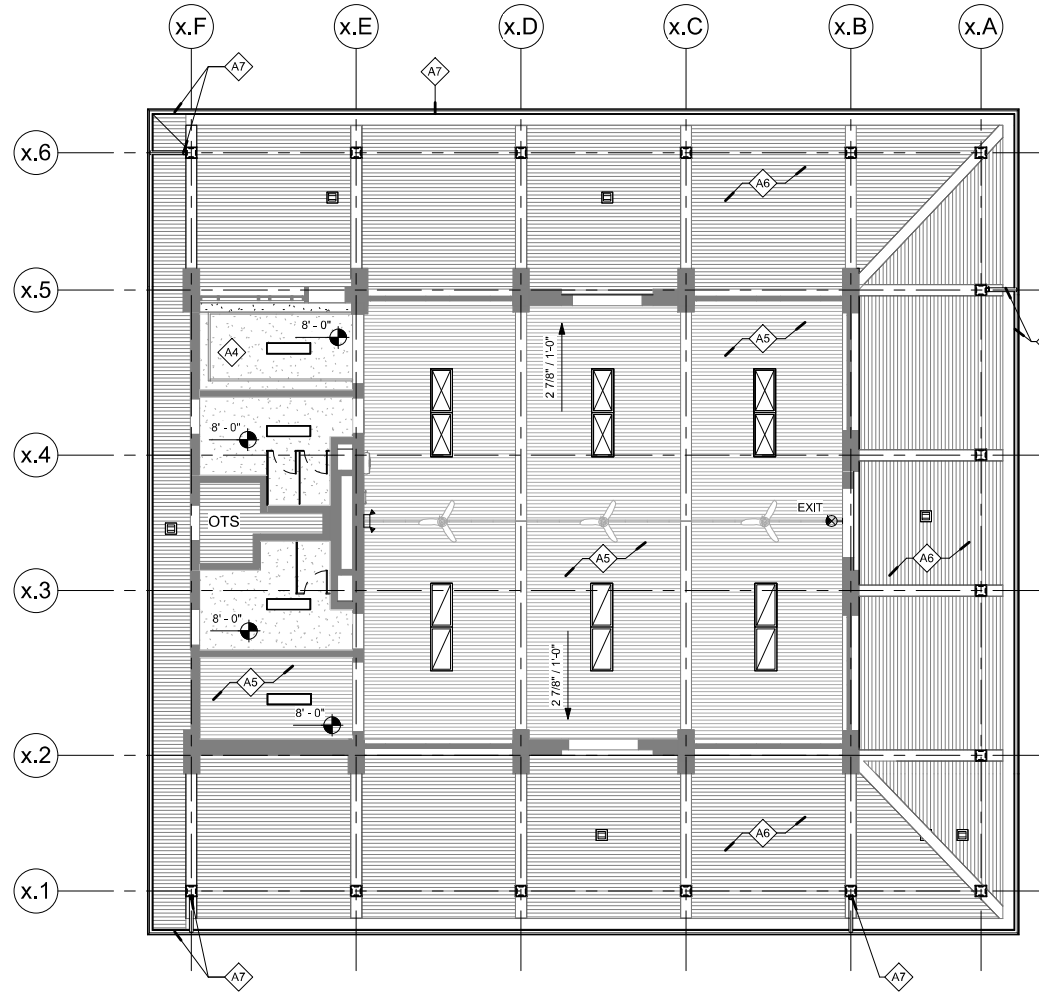 x.F x.E x.D x.C x.B x.A
A7 A7
x.6
A6
x.5
8' - 0"
A4
2 7/8" / 1'-0"
A5
8' - 0"
x.4
OTS
EXIT
A5
A6
x.3
8' - 0"
A5
2 7/8" / 1'-0"
8' - 0"
x.2
A6
x.1
A7 A7